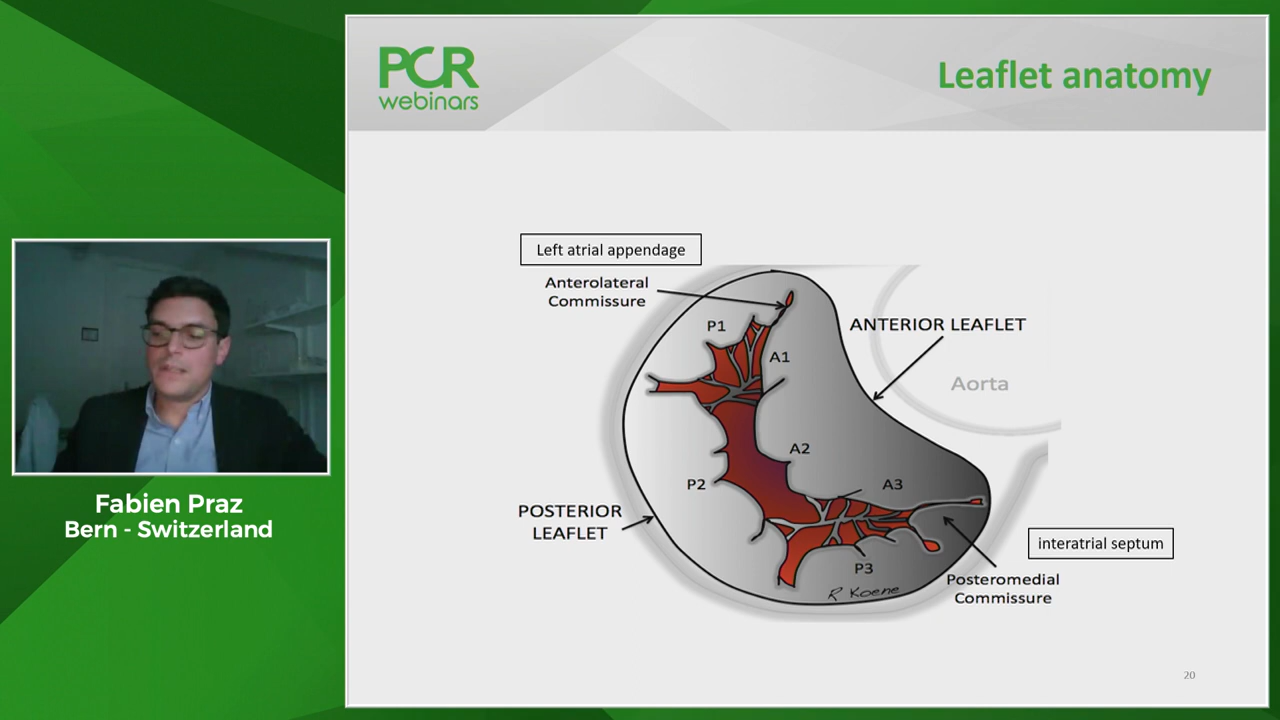 PCR
webinars
Leaflet anatomy
Left atrial appendage
Anterolateral
Commissure
P1
A1
ANTERIOR LEAFLET
Aorta
A2
P2
A3
POSTERIOR
LEAFLET
interatrial septum
P3
R Koene
Posteromedial
Commissure
Fabien Praz
Bern - Switzerland
20